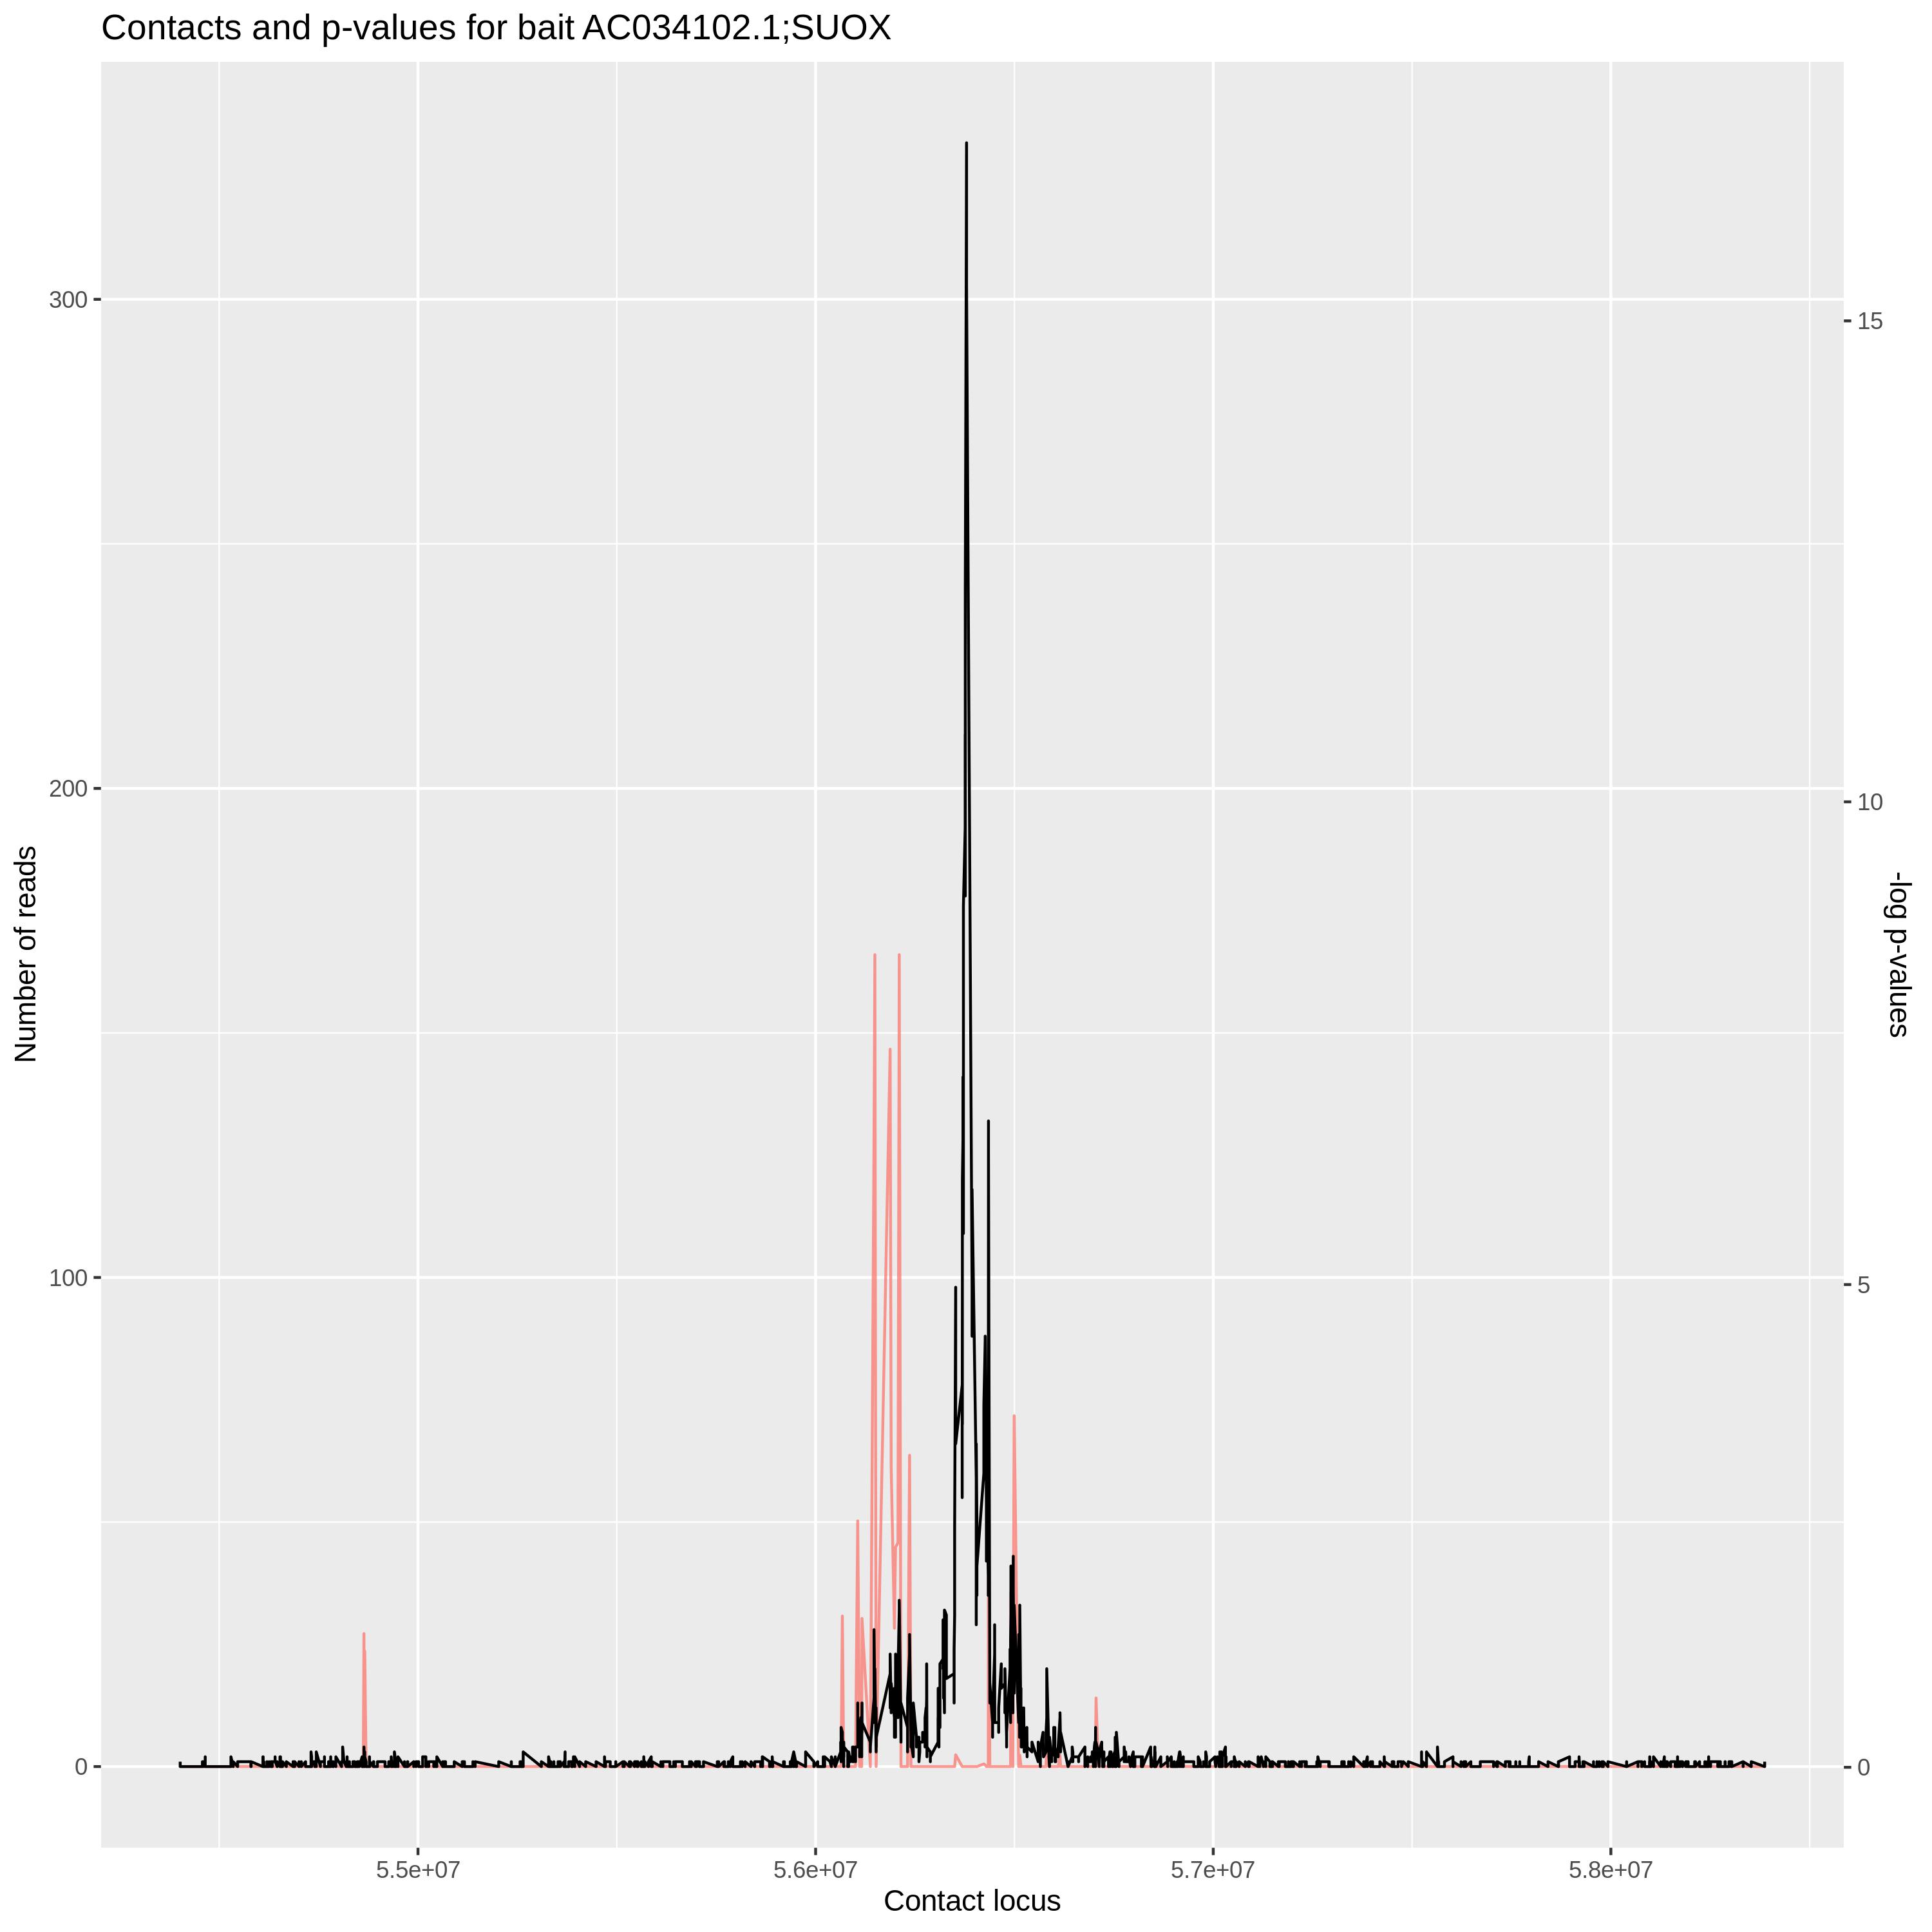 Contacts and p-values for bait AC034102.1;SUOX
300
200
100
0
Number of reads
15
10
5
0
-log p-values
5.5e+07
5.6e+07
5.7e+07
5.8e+07
Contact locus